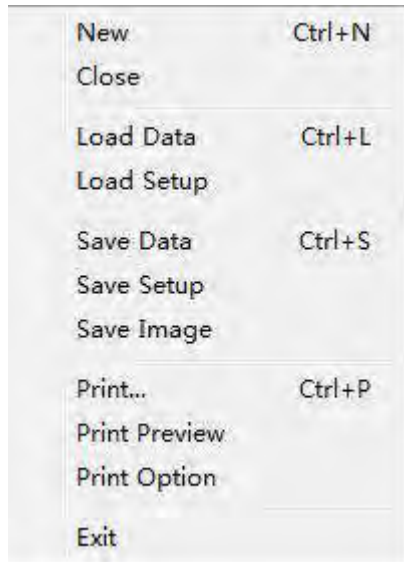 New Ctrl+N
Close
Load Data Ctrl+L
Load Setup
Save Data Ctrl+S
Save Setup
Save Image
Print... Ctrl+P
Print Preview
Print Option
Exit